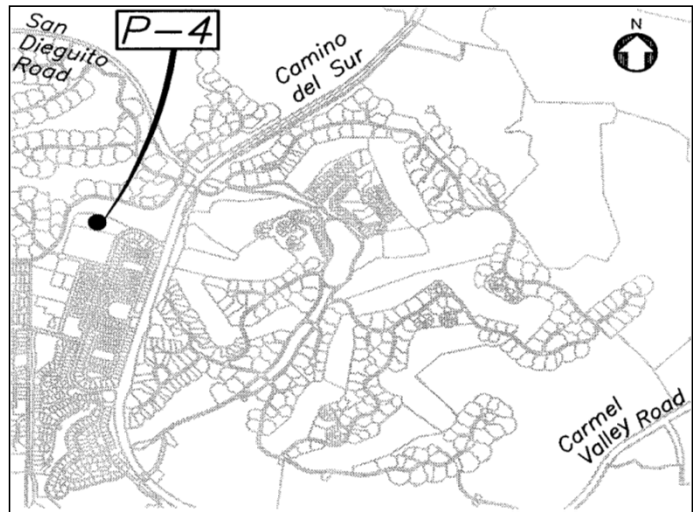 P-4
San
Dieguito
Road
Camino
del Sur
N
Carmel
Valley Road